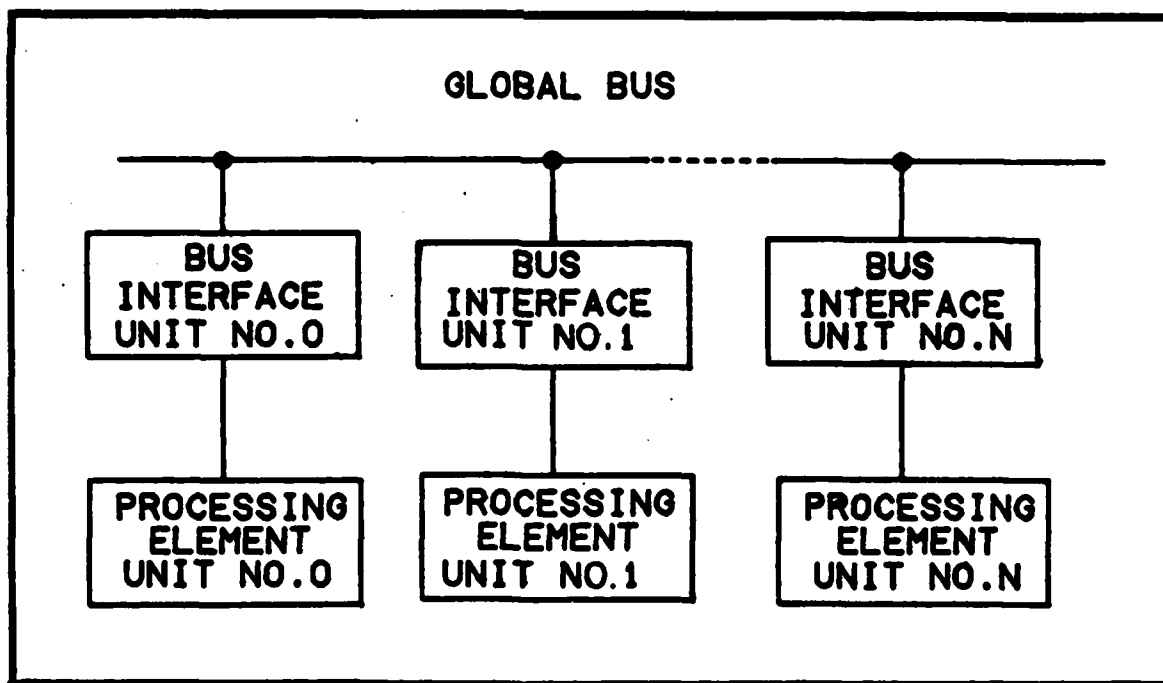 GLOBAL BUS
BUS
INTERFACE
UNIT NO.0
BUS
INTERFACE
UNIT NO.1
BUS
INTERFACE
UNIT NO.N
PROCESSING
ELEMENT
UNIT NO.0
PROCESSING
ELEMENT
UNIT NO.1
PROCESSING
ELEMENT
UNIT NO.N